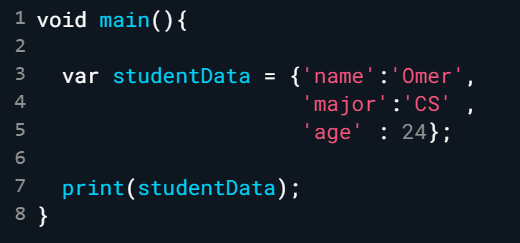 1 void main(){
2
3   var studentData = {'name':'Omer',
4                      'major':'CS' ,
5                      'age' : 24};
6
7   print(studentData);
8 }